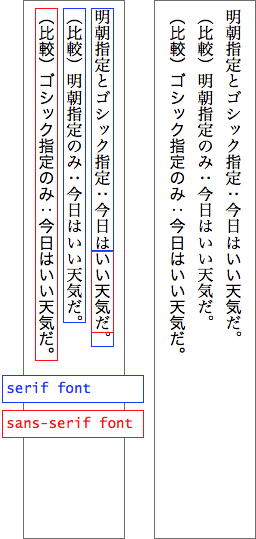 明朝指定とゴシック指定：今日はいい天気だ。
（比較）明朝指定のみ：今日はいい天気だ。
（比較）ゴシック指定のみ：今日はいい天気だ。
serif font
sans-serif font
明朝指定とゴシック指定：今日はいい天気だ。
（比較）明朝指定のみ：今日はいい天気だ。
（比較）ゴシック指定のみ：今日はいい天気だ。